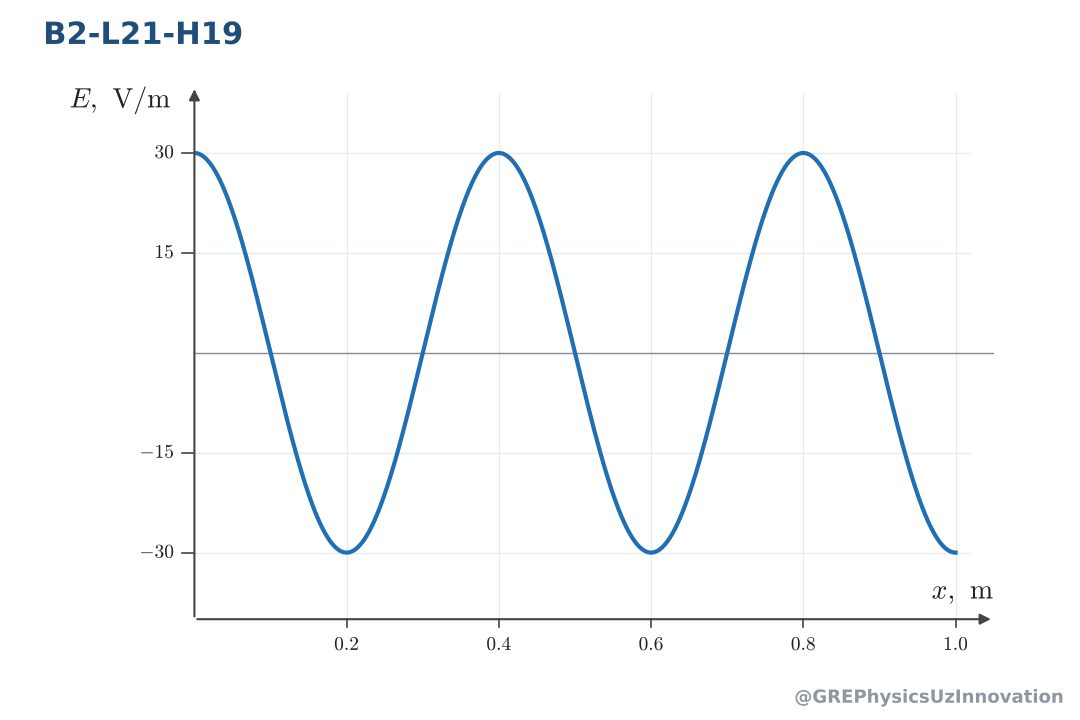 B2-L21-H19
E, V/m
30
15
−15
−30
x, m
0.2 0.4 0.6 0.8 1.0
@GREPhysicsUzInnovation